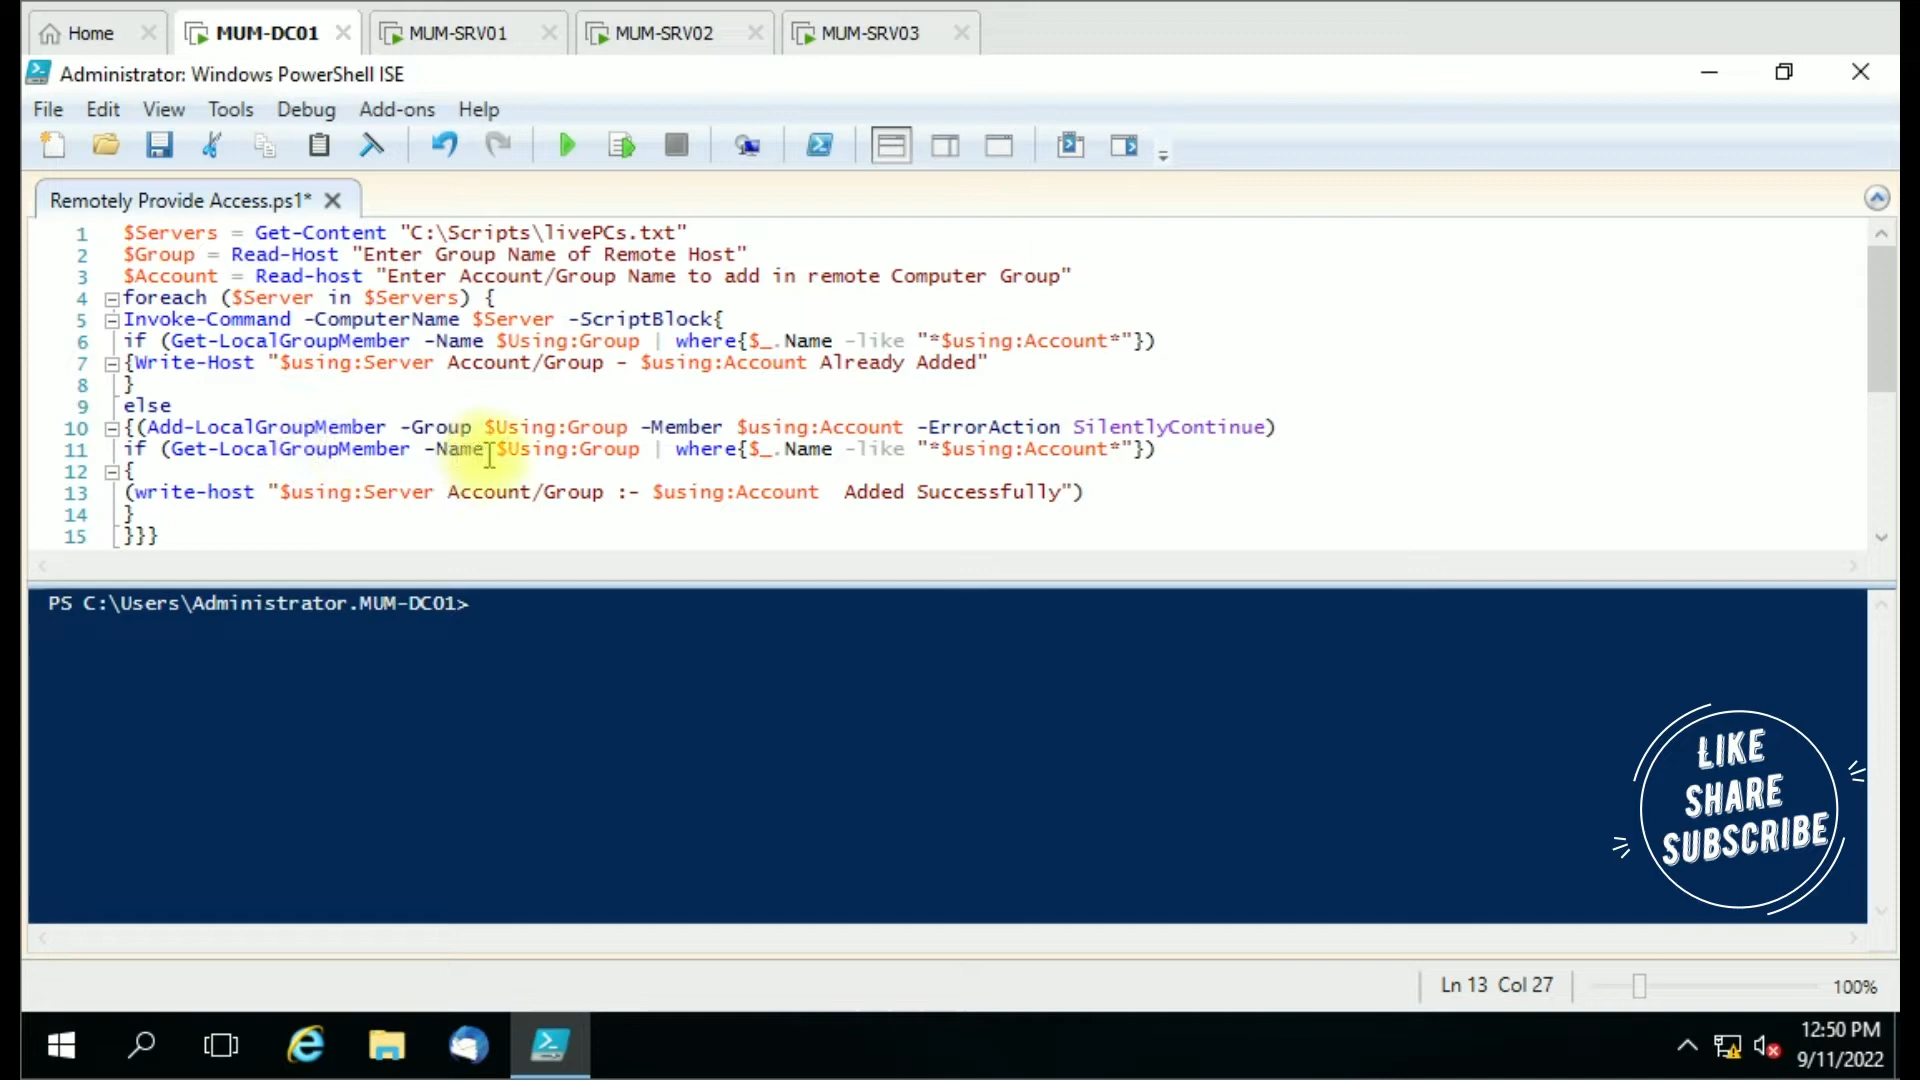 Home MUM-DC01 MUM-SRV01 MUM-SRV02 MUM-SRV03
Administrator: Windows PowerShell ISE
File Edit View Tools Debug Add-ons Help
Remotely Provide Access.ps1*
1 $Servers = Get-Content "C:\Scripts\livePCs.txt"
2 $Group = Read-Host "Enter Group Name of Remote Host"
3 $Account = Read-host "Enter Account/Group Name to add in remote Computer Group"
4 foreach ($Server in $Servers) {
5 Invoke-Command -ComputerName $Server -ScriptBlock{
6 if (Get-LocalGroupMember -Name $Using:Group | where{$_.Name -like "*$using:Account*"})
7 {Write-Host "$using:Server Account/Group - $using:Account Already Added"
8 }
9 else
10 {(Add-LocalGroupMember -Group $Using:Group -Member $using:Account -ErrorAction SilentlyContinue)
11 if (Get-LocalGroupMember -Name $Using:Group | where{$_.Name -like "*$using:Account*"})
12 {
13 (write-host "$using:Server Account/Group :- $using:Account  Added Successfully")
14 }
15 }}}
PS C:\Users\Administrator.MUM-DC01>
LIKE
SHARE
SUBSCRIBE
Ln 13 Col 27 100%
12:50 PM
9/11/2022